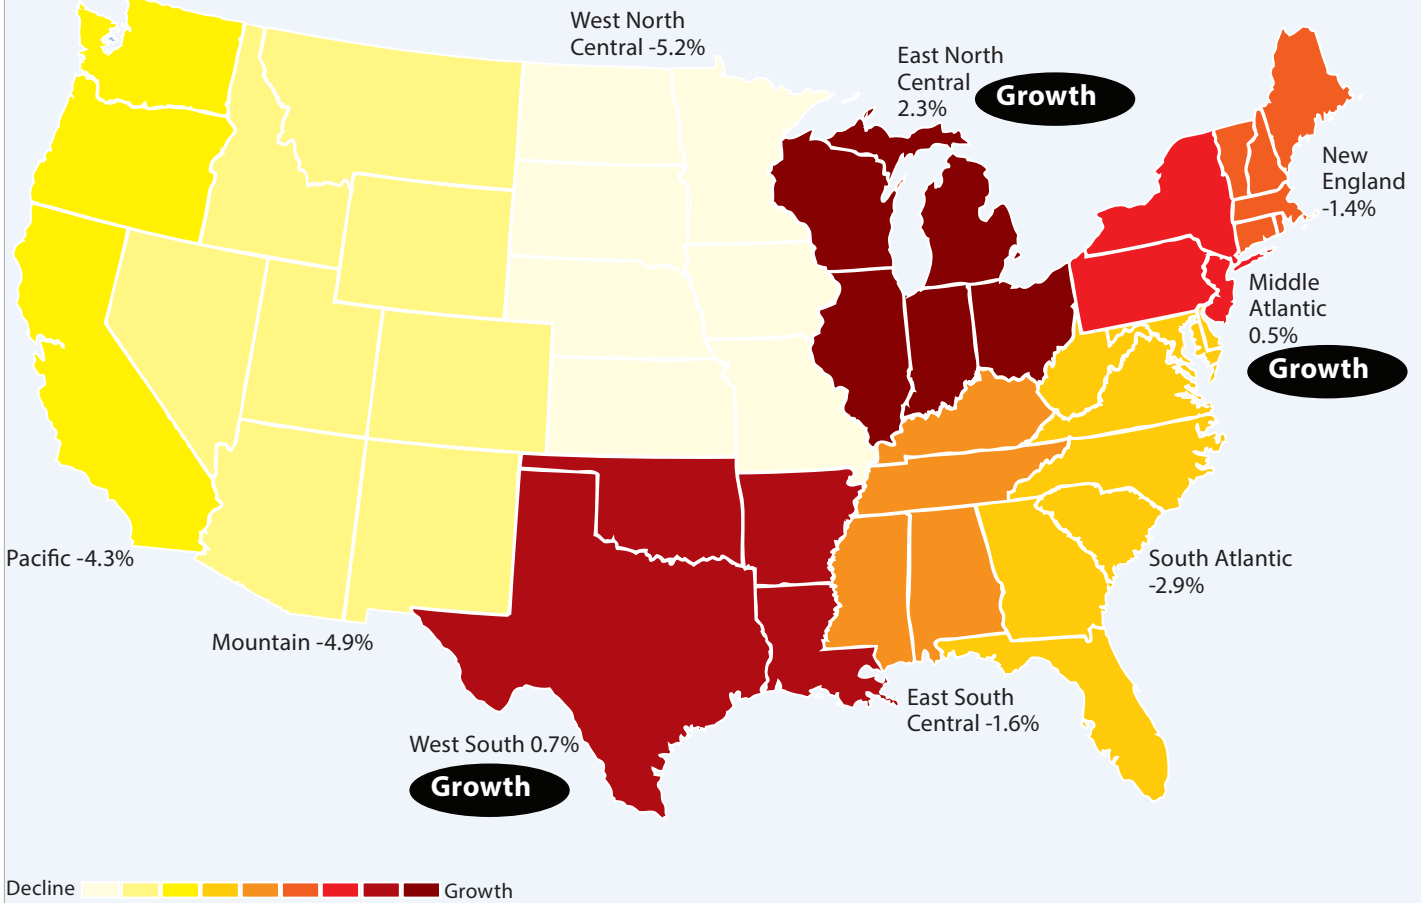 West North
Central -5.2%
East North
Central
2.3%
Growth
New
England
-1.4%
Middle
Atlantic
0.5%
Growth
Pacific -4.3%
South Atlantic
-2.9%
Mountain -4.9%
East South
Central -1.6%
West South 0.7%
Growth
Decline
Growth